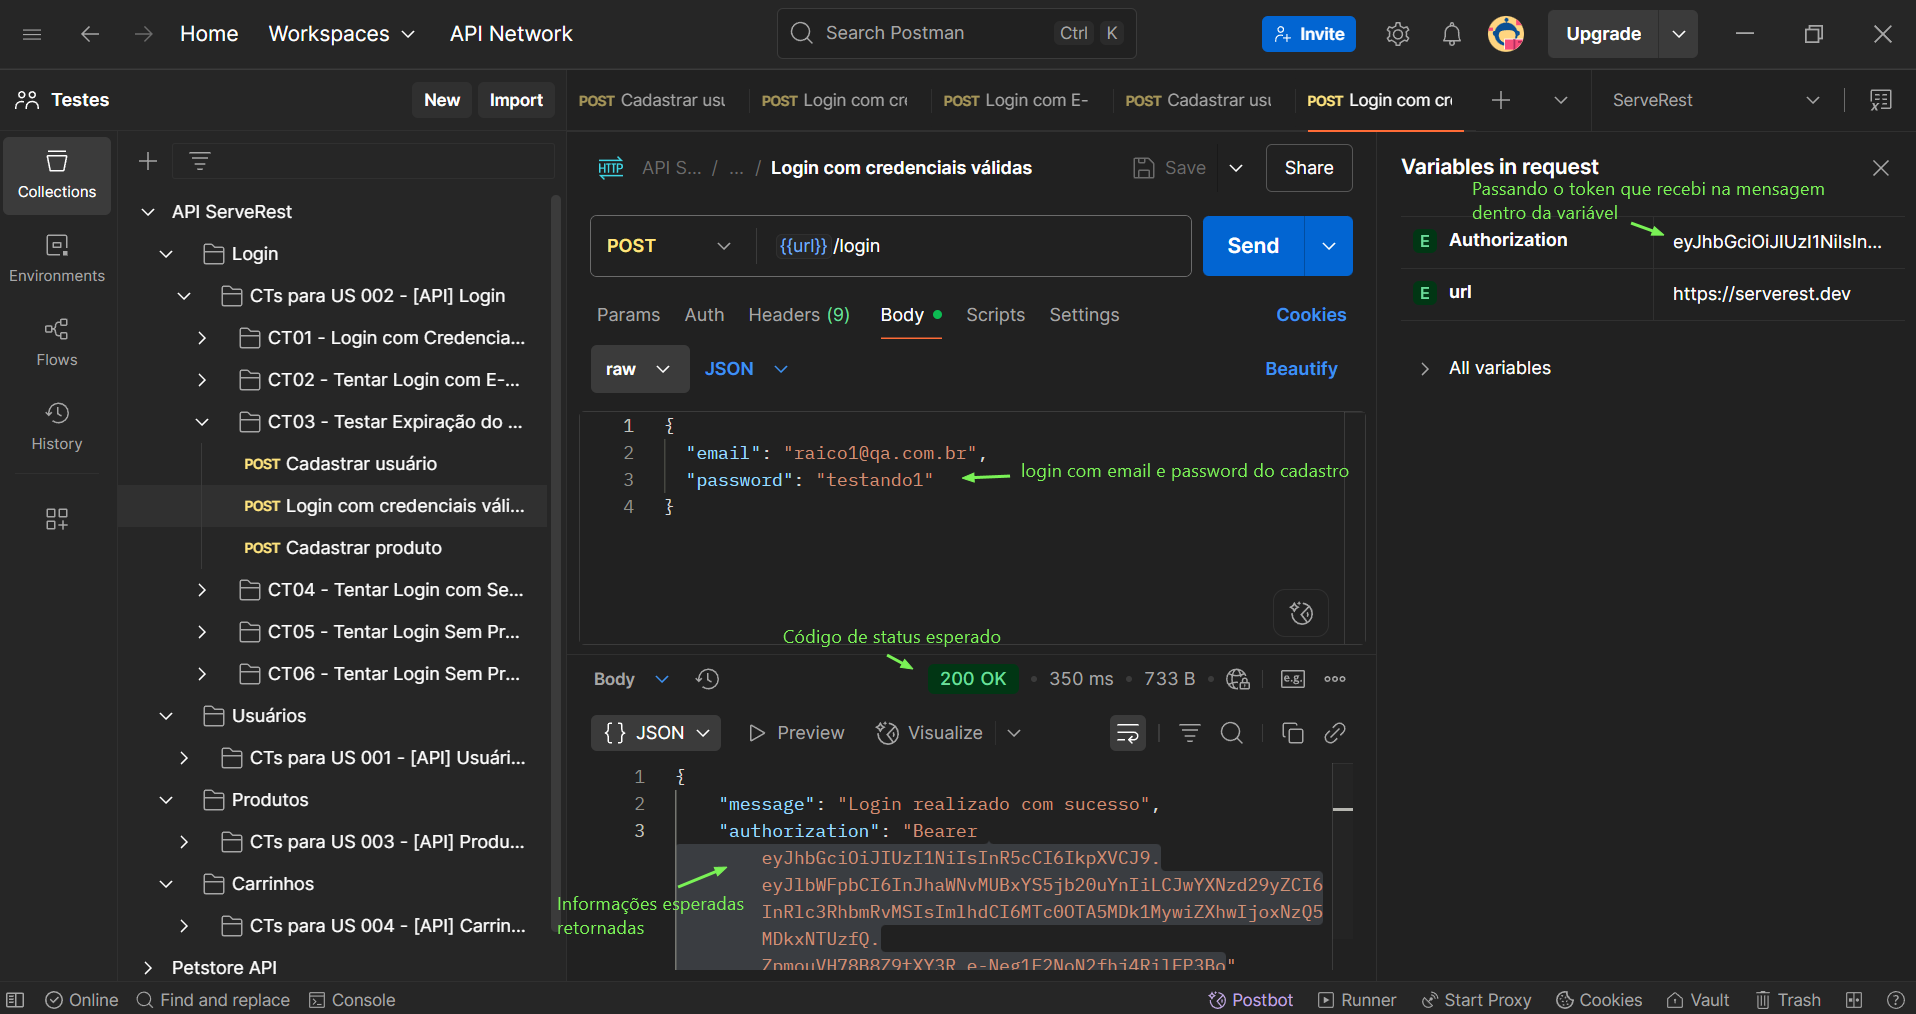 Home
Workspaces
API Network
Search Postman
Ctrl K
Invite
Upgrade
Testes
New
Import
POST Cadastrar usu
POST Login com cre
POST Login com E-
POST Cadastrar usu
POST Login com cre
ServeRest
Collections
Environments
Flows
History
API ServeRest
Login
CTs para US 002 - [API] Login
CT01 - Login com Credencia...
CT02 - Tentar Login com E-...
CT03 - Testar Expiração do ...
POST Cadastrar usuário
POST Login com credenciais váli...
POST Cadastrar produto
CT04 - Tentar Login com Se...
CT05 - Tentar Login Sem Pr...
CT06 - Tentar Login Sem Pr...
Usuários
CTs para US 001 - [API] Usuári...
Produtos
CTs para US 003 - [API] Produ...
Carrinhos
CTs para US 004 - [API] Carrin...
Petstore API
HTTP API S... / ... / Login com credenciais válidas
Save
Share
POST
{{url}} /login
Send
Params Auth Headers (9) Body Scripts Settings
Cookies
raw
JSON
Beautify
1 {
2 "email": "raico1@qa.com.br",
3 "password": "testando1"
4 }
login com email e password do cadastro
Código de status esperado
Body
200 OK • 350 ms • 733 B •
e.g.
{} JSON
Preview
Visualize
1 {
2 "message": "Login realizado com sucesso",
3 "authorization": "Bearer
eyJhbGciOiJIUzI1NiIsInR5cCI6IkpXVCJ9.
eyJlbWFpbCI6InJhaWNvMUBxYS5jb20uYnIiLCJwYXNzd29yZCI6
InRlc3RhbmRvMSIsImlhdCI6MTc0OTA5MDk1MywiZXhwIjoxNzQ5
MDkxNTUzfQ.
Informações esperadas
retornadas
Variables in request
Passando o token que recebi na mensagem
dentro da variável
E Authorization
eyJhbGciOiJIUzI1NiIsIn...
E url
https://serverest.dev
All variables
Online
Find and replace
Console
Postbot
Runner
Start Proxy
Cookies
Vault
Trash